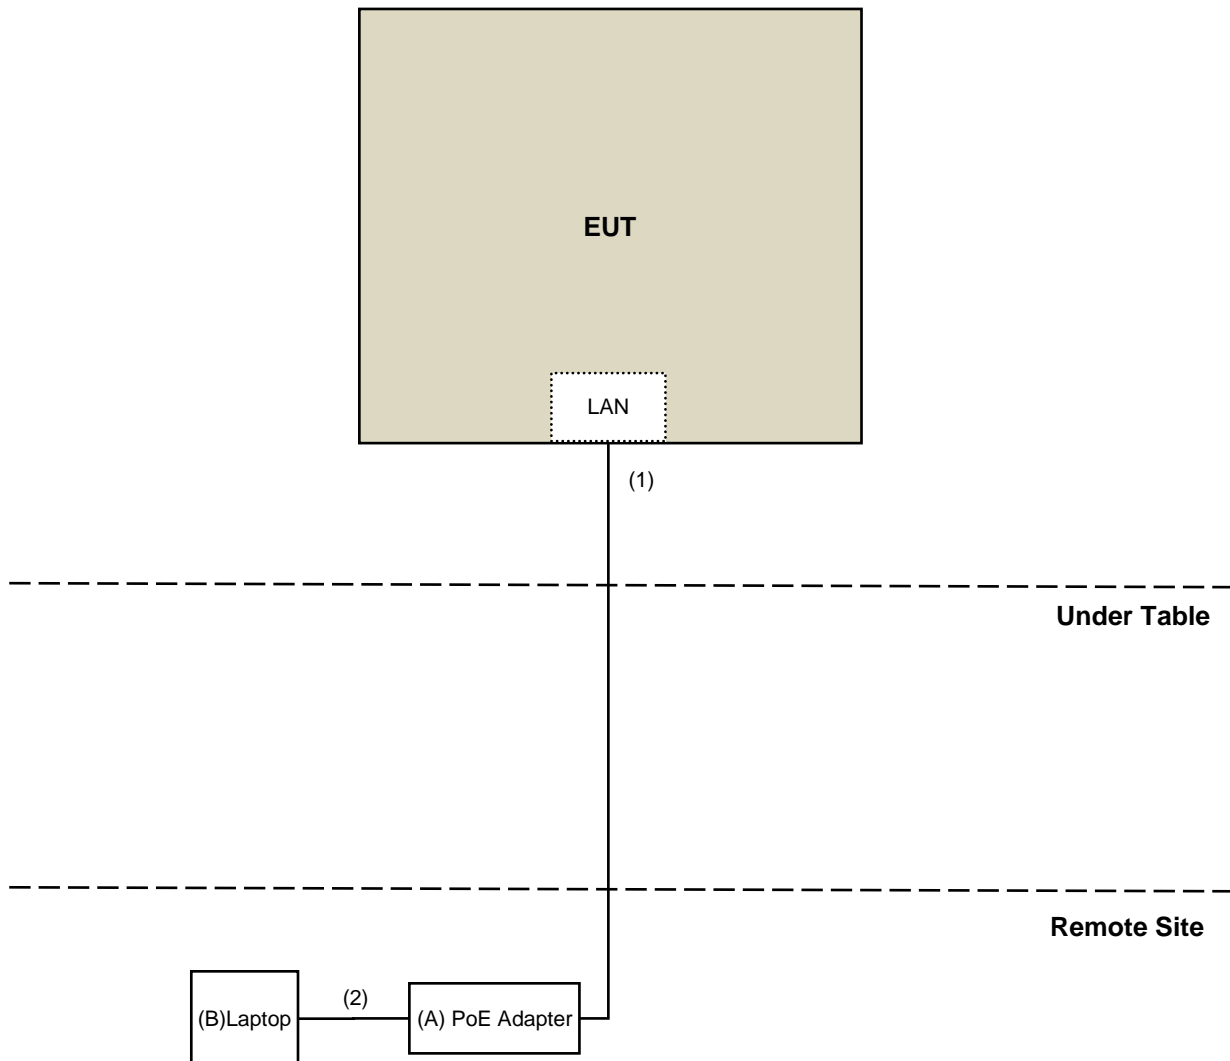 EUT
LAN
(1)
Under Table
Remote Site
(2)
(B)Laptop
(A) PoE Adapter